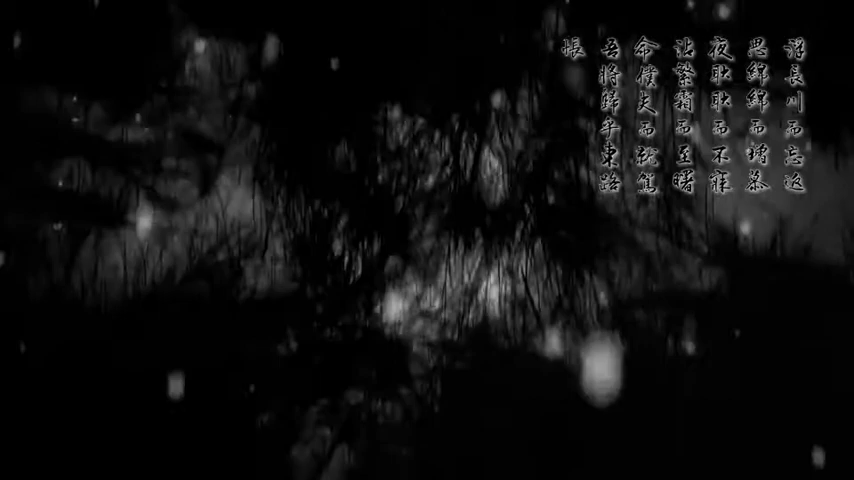 浮長川而忘返
思綿綿而增慕
夜耿耿而不寐
沾繁霜而至曙
命僕夫而就駕
吾將歸乎東路
悵